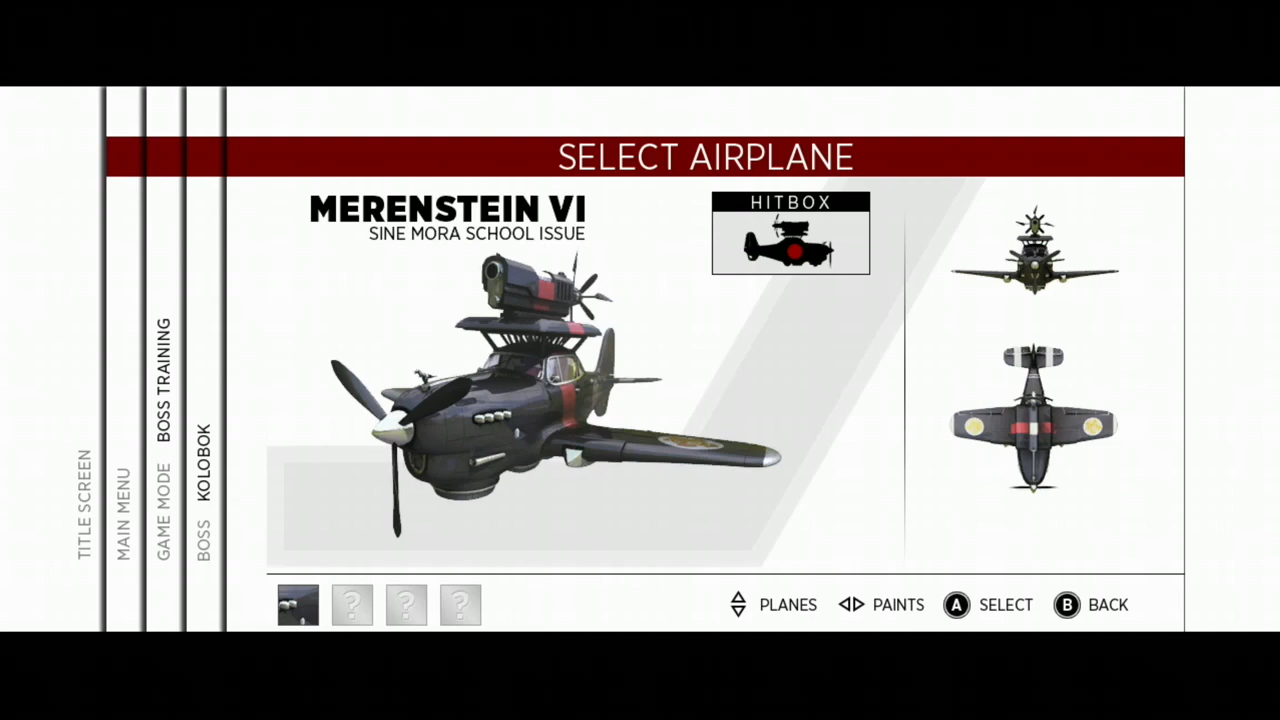 SELECT AIRPLANE
MERENSTEIN VI
SINE MORA SCHOOL ISSUE
HITBOX
TITLE SCREEN
MAIN MENU
GAME MODE BOSS TRAINING
BOSS KOLOBOK
? ? ?
PLANES PAINTS A SELECT B BACK